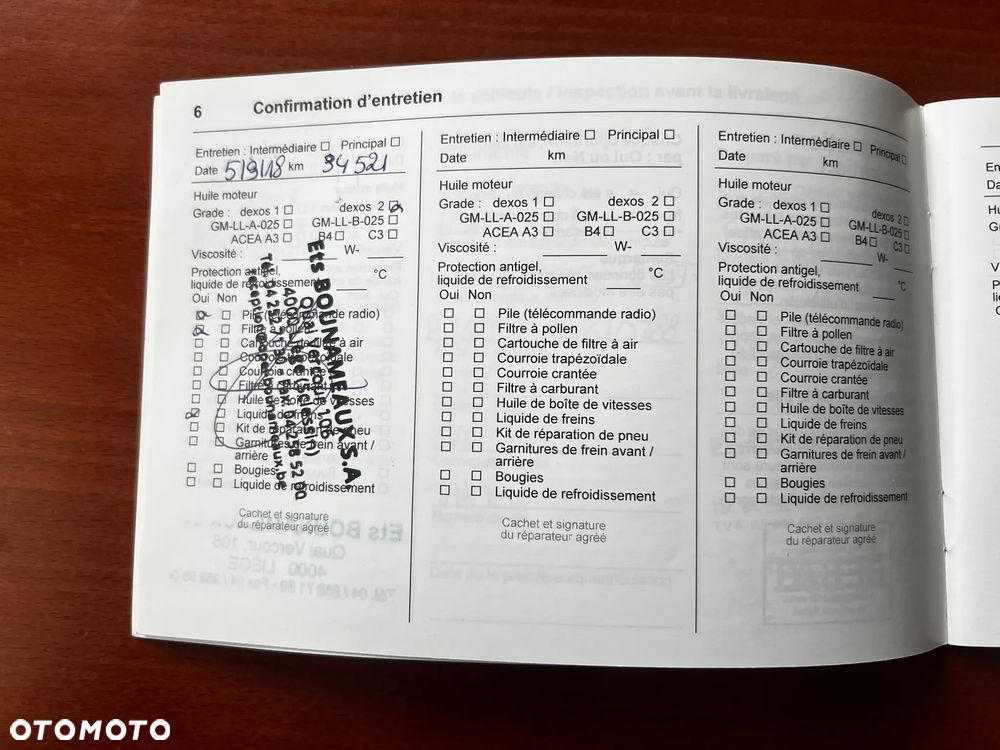 6 Confirmation d'entretien
Entretien : Intermédiaire ☐ Principal ☐
Date 5/9/18 km 34 521
Huile moteur
Grade : dexos 1 ☐ dexos 2 ☒
GM-LL-A-025 ☐ GM-LL-B-025 ☐
ACEA A3 ☐ B4 ☐ C3 ☐
Viscosité : W-
Protection antigel,
liquide de refroidissement °C
Oui Non
Pile (télécommande radio)
Filtre à pollen
Cartouche de filtre à air
Courroie trapézoïdale
Courroie crantée
Filtre à carburant
Huile de boîte de vitesses
Liquide de freins
Kit de réparation de pneu
Garnitures de frein avant /
arrière
Bougies
Liquide de refroidissement
Ets BOUNAMEAUX S.A.
Quai Vercour, 106
4000 Liège (Sclessin)
Cachet et signature
du réparateur agréé
Entretien : Intermédiaire ☐ Principal ☐
Date km
Huile moteur
Grade : dexos 1 ☐ dexos 2 ☐
GM-LL-A-025 ☐ GM-LL-B-025 ☐
ACEA A3 ☐ B4 ☐ C3 ☐
Viscosité : W-
Protection antigel,
liquide de refroidissement °C
Oui Non
☐ ☐ Pile (télécommande radio)
☐ ☐ Filtre à pollen
☐ ☐ Cartouche de filtre à air
☐ ☐ Courroie trapézoïdale
☐ ☐ Courroie crantée
☐ ☐ Filtre à carburant
☐ ☐ Huile de boîte de vitesses
☐ ☐ Liquide de freins
☐ ☐ Kit de réparation de pneu
☐ ☐ Garnitures de frein avant /
arrière
☐ ☐ Bougies
☐ ☐ Liquide de refroidissement
Cachet et signature
du réparateur agréé
Entretien : Intermédiaire ☐ Principal ☐
Date km
Huile moteur
Grade : dexos 1 ☐ dexos 2 ☐
GM-LL-A-025 ☐ GM-LL-B-025 ☐
ACEA A3 ☐ B4 ☐ C3 ☐
Viscosité : W-
Protection antigel,
liquide de refroidissement °C
Oui Non
☐ ☐ Pile (télécommande radio)
☐ ☐ Filtre à pollen
☐ ☐ Cartouche de filtre à air
☐ ☐ Courroie trapézoïdale
☐ ☐ Courroie crantée
☐ ☐ Filtre à carburant
☐ ☐ Huile de boîte de vitesses
☐ ☐ Liquide de freins
☐ ☐ Kit de réparation de pneu
☐ ☐ Garnitures de frein avant /
arrière
☐ ☐ Bougies
☐ ☐ Liquide de refroidissement
Cachet et signature
du réparateur agréé
OTOMOTO